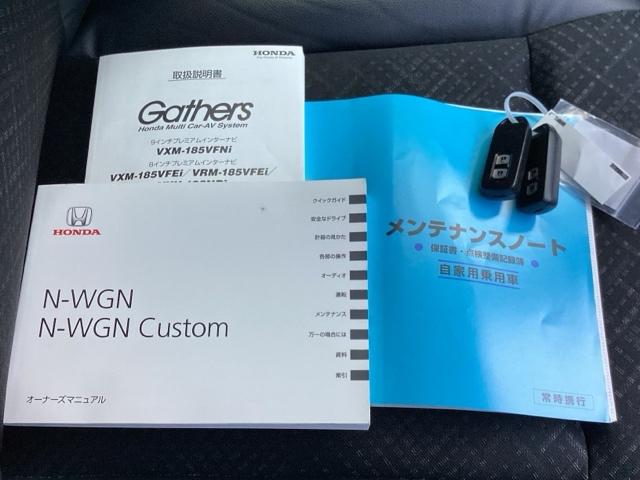 HONDA
取扱説明書
Gathers
Honda Multi Car-AV System
9インチプレミアムインターナビ
VXM-185VFNi
8インチプレミアムインターナビ
VXM-185VFEi/VRM-185VFEi/
HONDA
N-WGN
N-WGN Custom
オーナーズマニュアル
クイックガイド
安全なドライブ
計器の見かた
各部の操作
オーディオ
運転
メンテナンス
万一の場合には
資料
索引
メンテナンスノート
保証書・点検整備記録簿
自家用乗用車
常時携行